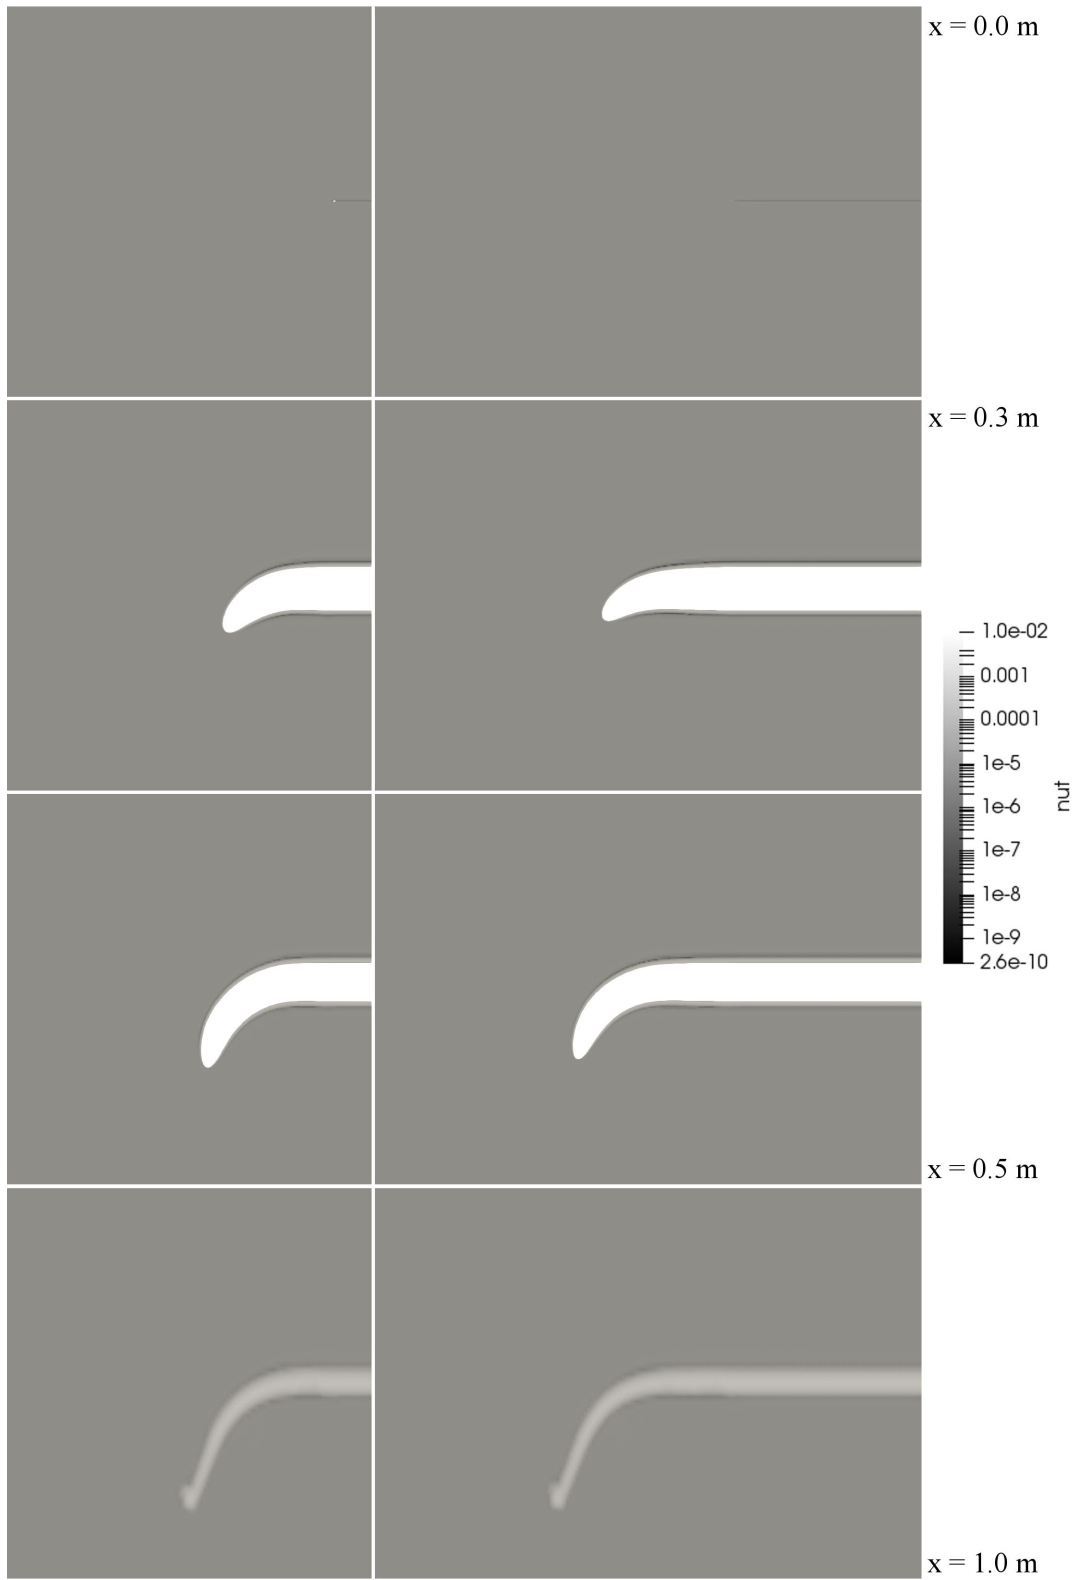 x = 0.0 m
x = 0.3 m
1.0e-02
0.001
0.0001
1e-5
1e-6
1e-7
1e-8
1e-9
2.6e-10
nut
x = 0.5 m
x = 1.0 m